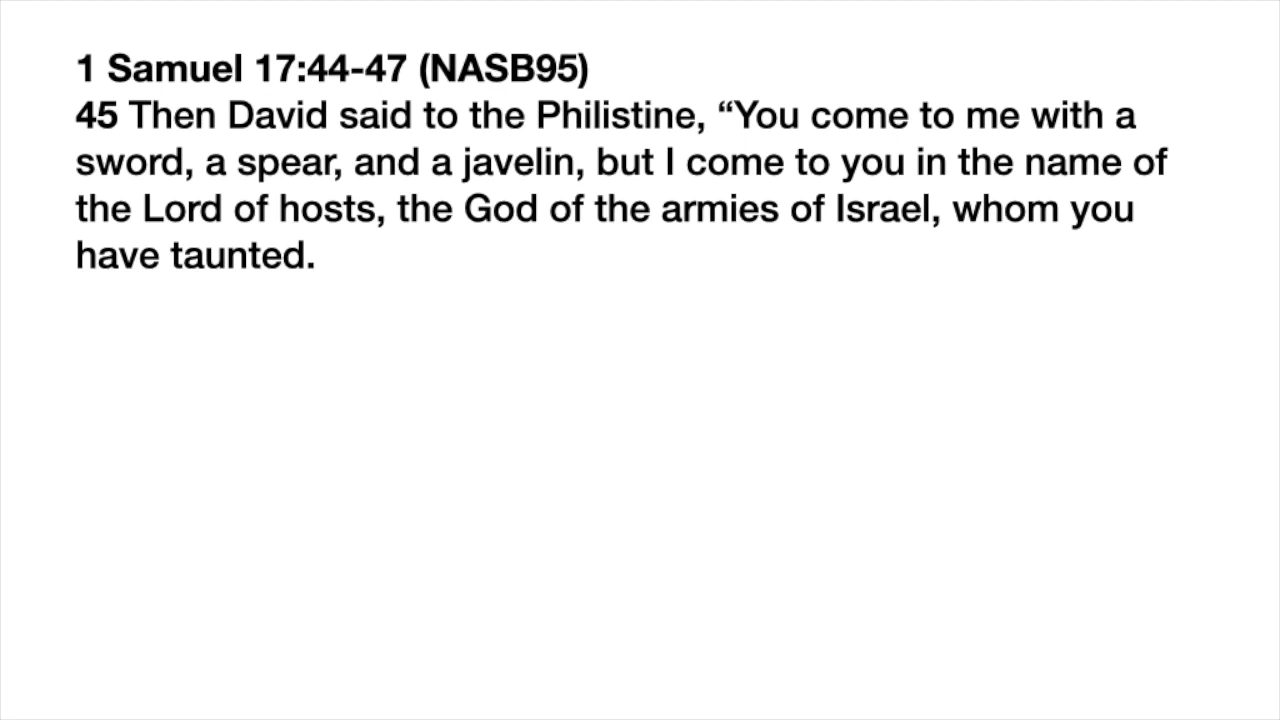 1 Samuel 17:44-47 (NASB95)
45 Then David said to the Philistine, “You come to me with a
sword, a spear, and a javelin, but I come to you in the name of
the Lord of hosts, the God of the armies of Israel, whom you
have taunted.